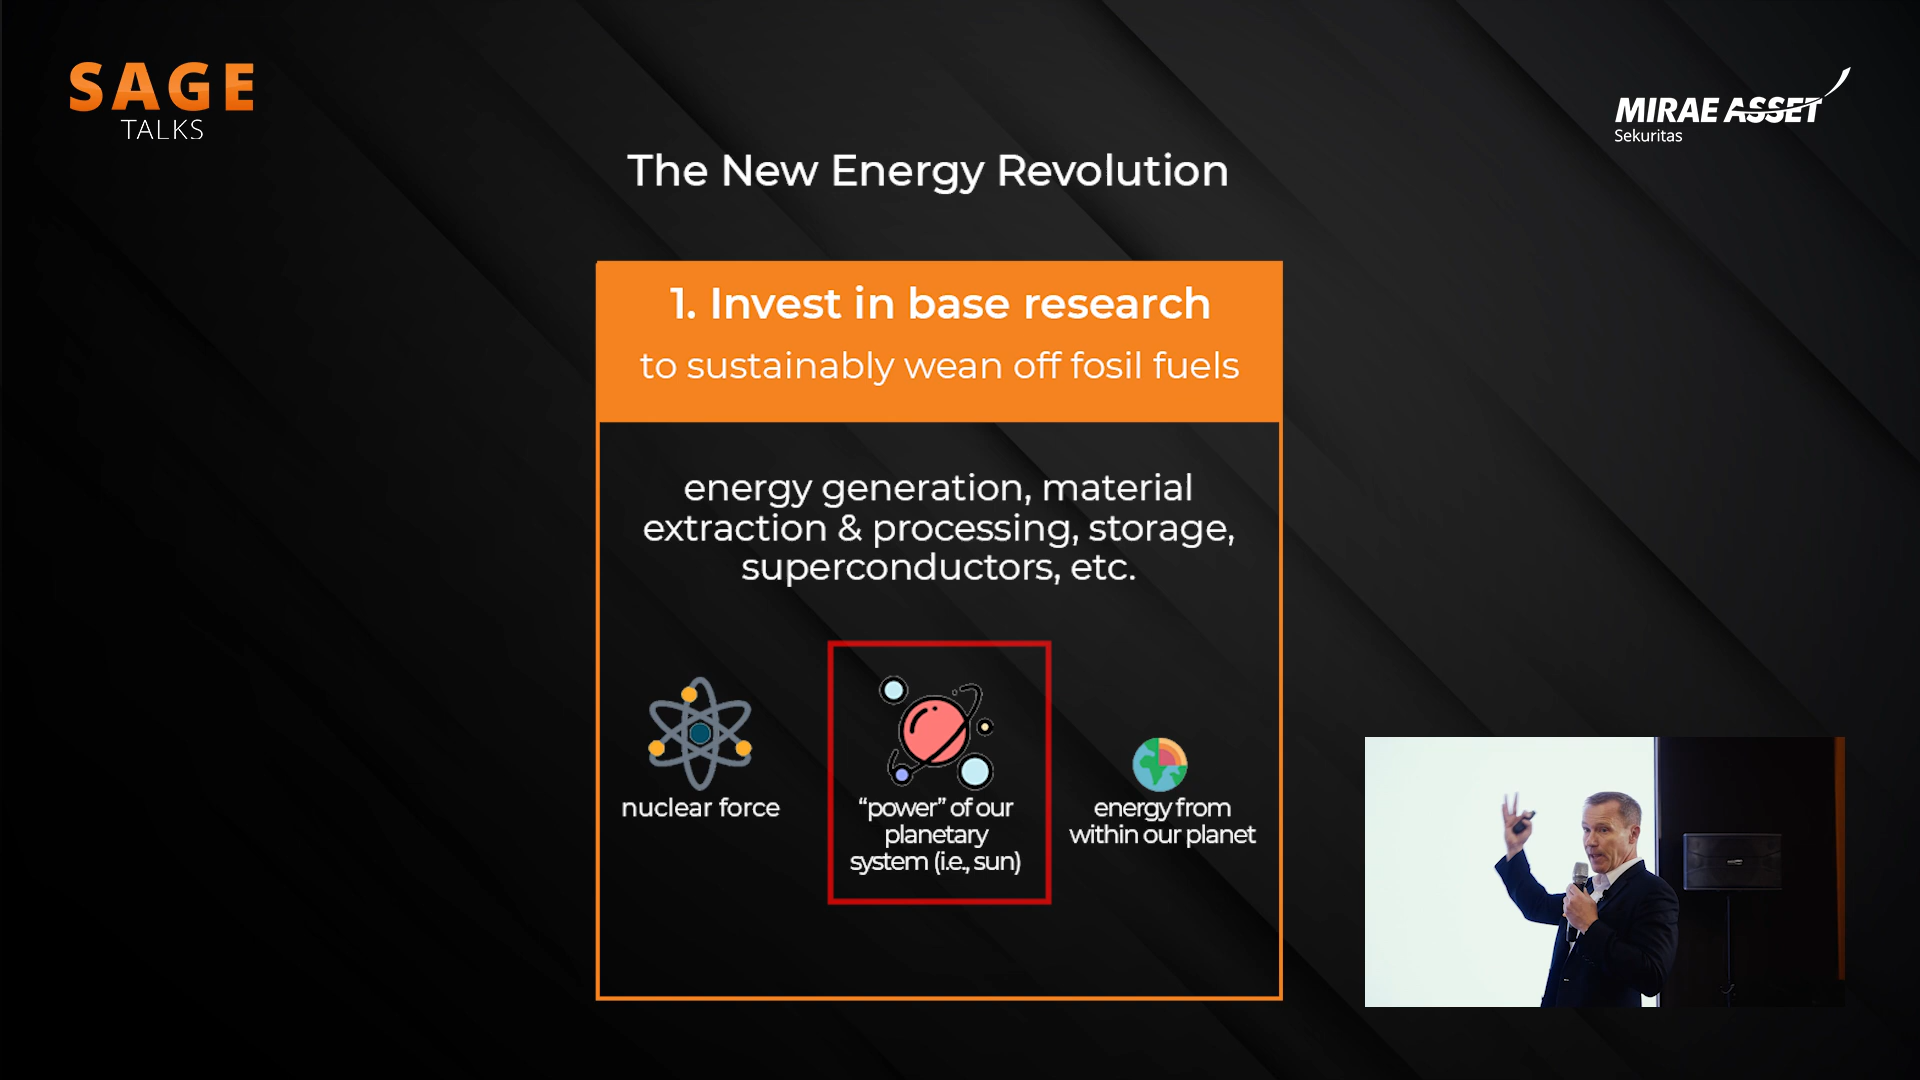 SAGE
TALKS
MIRAE ASSET
Sekuritas
The New Energy Revolution
1. Invest in base research
to sustainably wean off fosil fuels
energy generation, material
extraction & processing, storage,
superconductors, etc.
nuclear force
“power” of our
planetary
system (i.e., sun)
energy from
within our planet